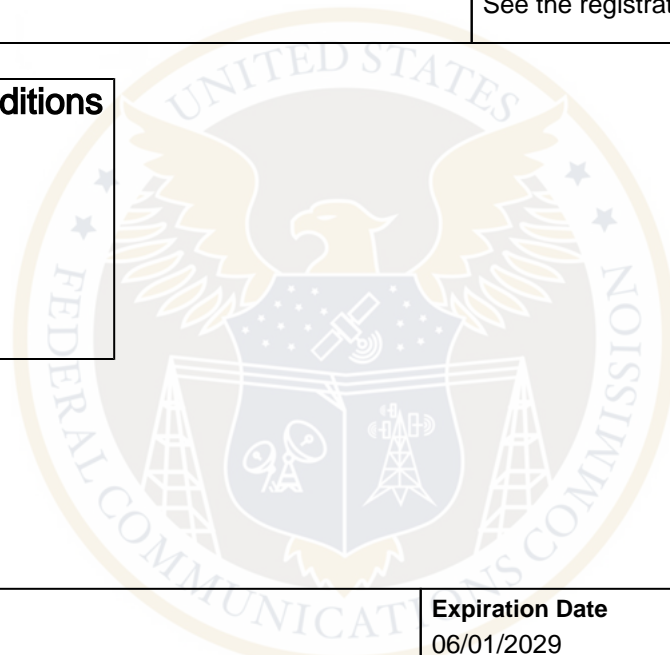 See the registrat
ditions
UNITED STATES
FEDERAL COMMUNICATIONS COMMISSION
Expiration Date
06/01/2029